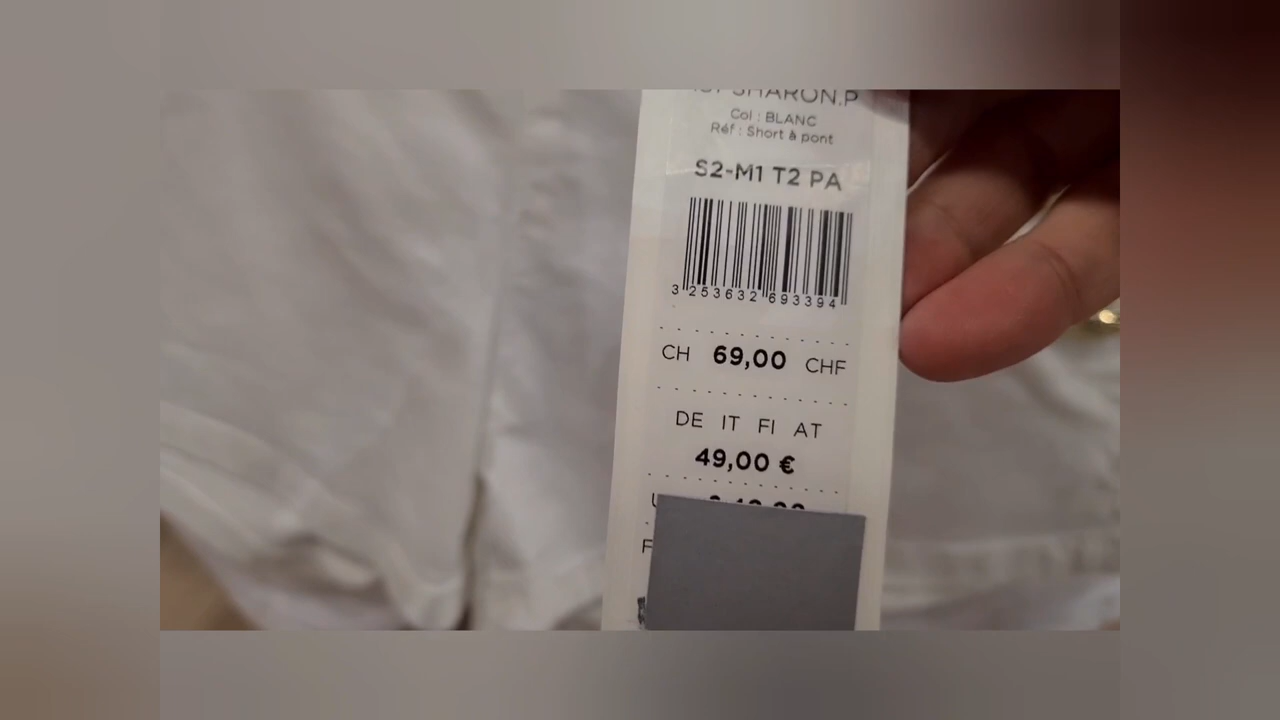 SHARON.P
Col : BLANC
Réf : Short à pont
S2-M1 T2 PA
3 253632 693394
CH 69,00 CHF
DE IT FI AT
49,00 €
F